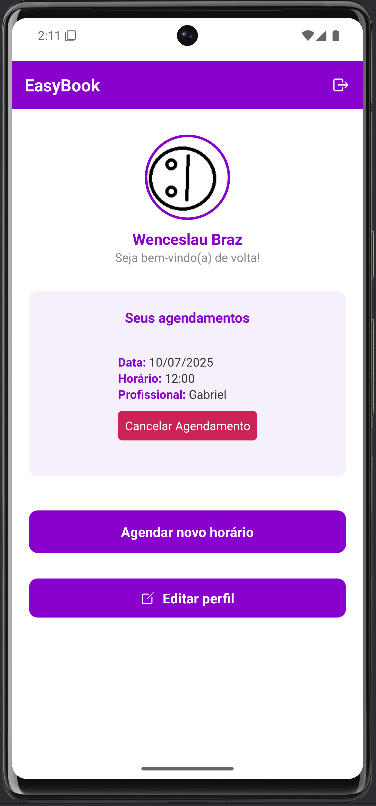 2:11
EasyBook
Wenceslau Braz
Seja bem-vindo(a) de volta!
Seus agendamentos
Data: 10/07/2025
Horário: 12:00
Profissional: Gabriel
Cancelar Agendamento
Agendar novo horário
Editar perfil